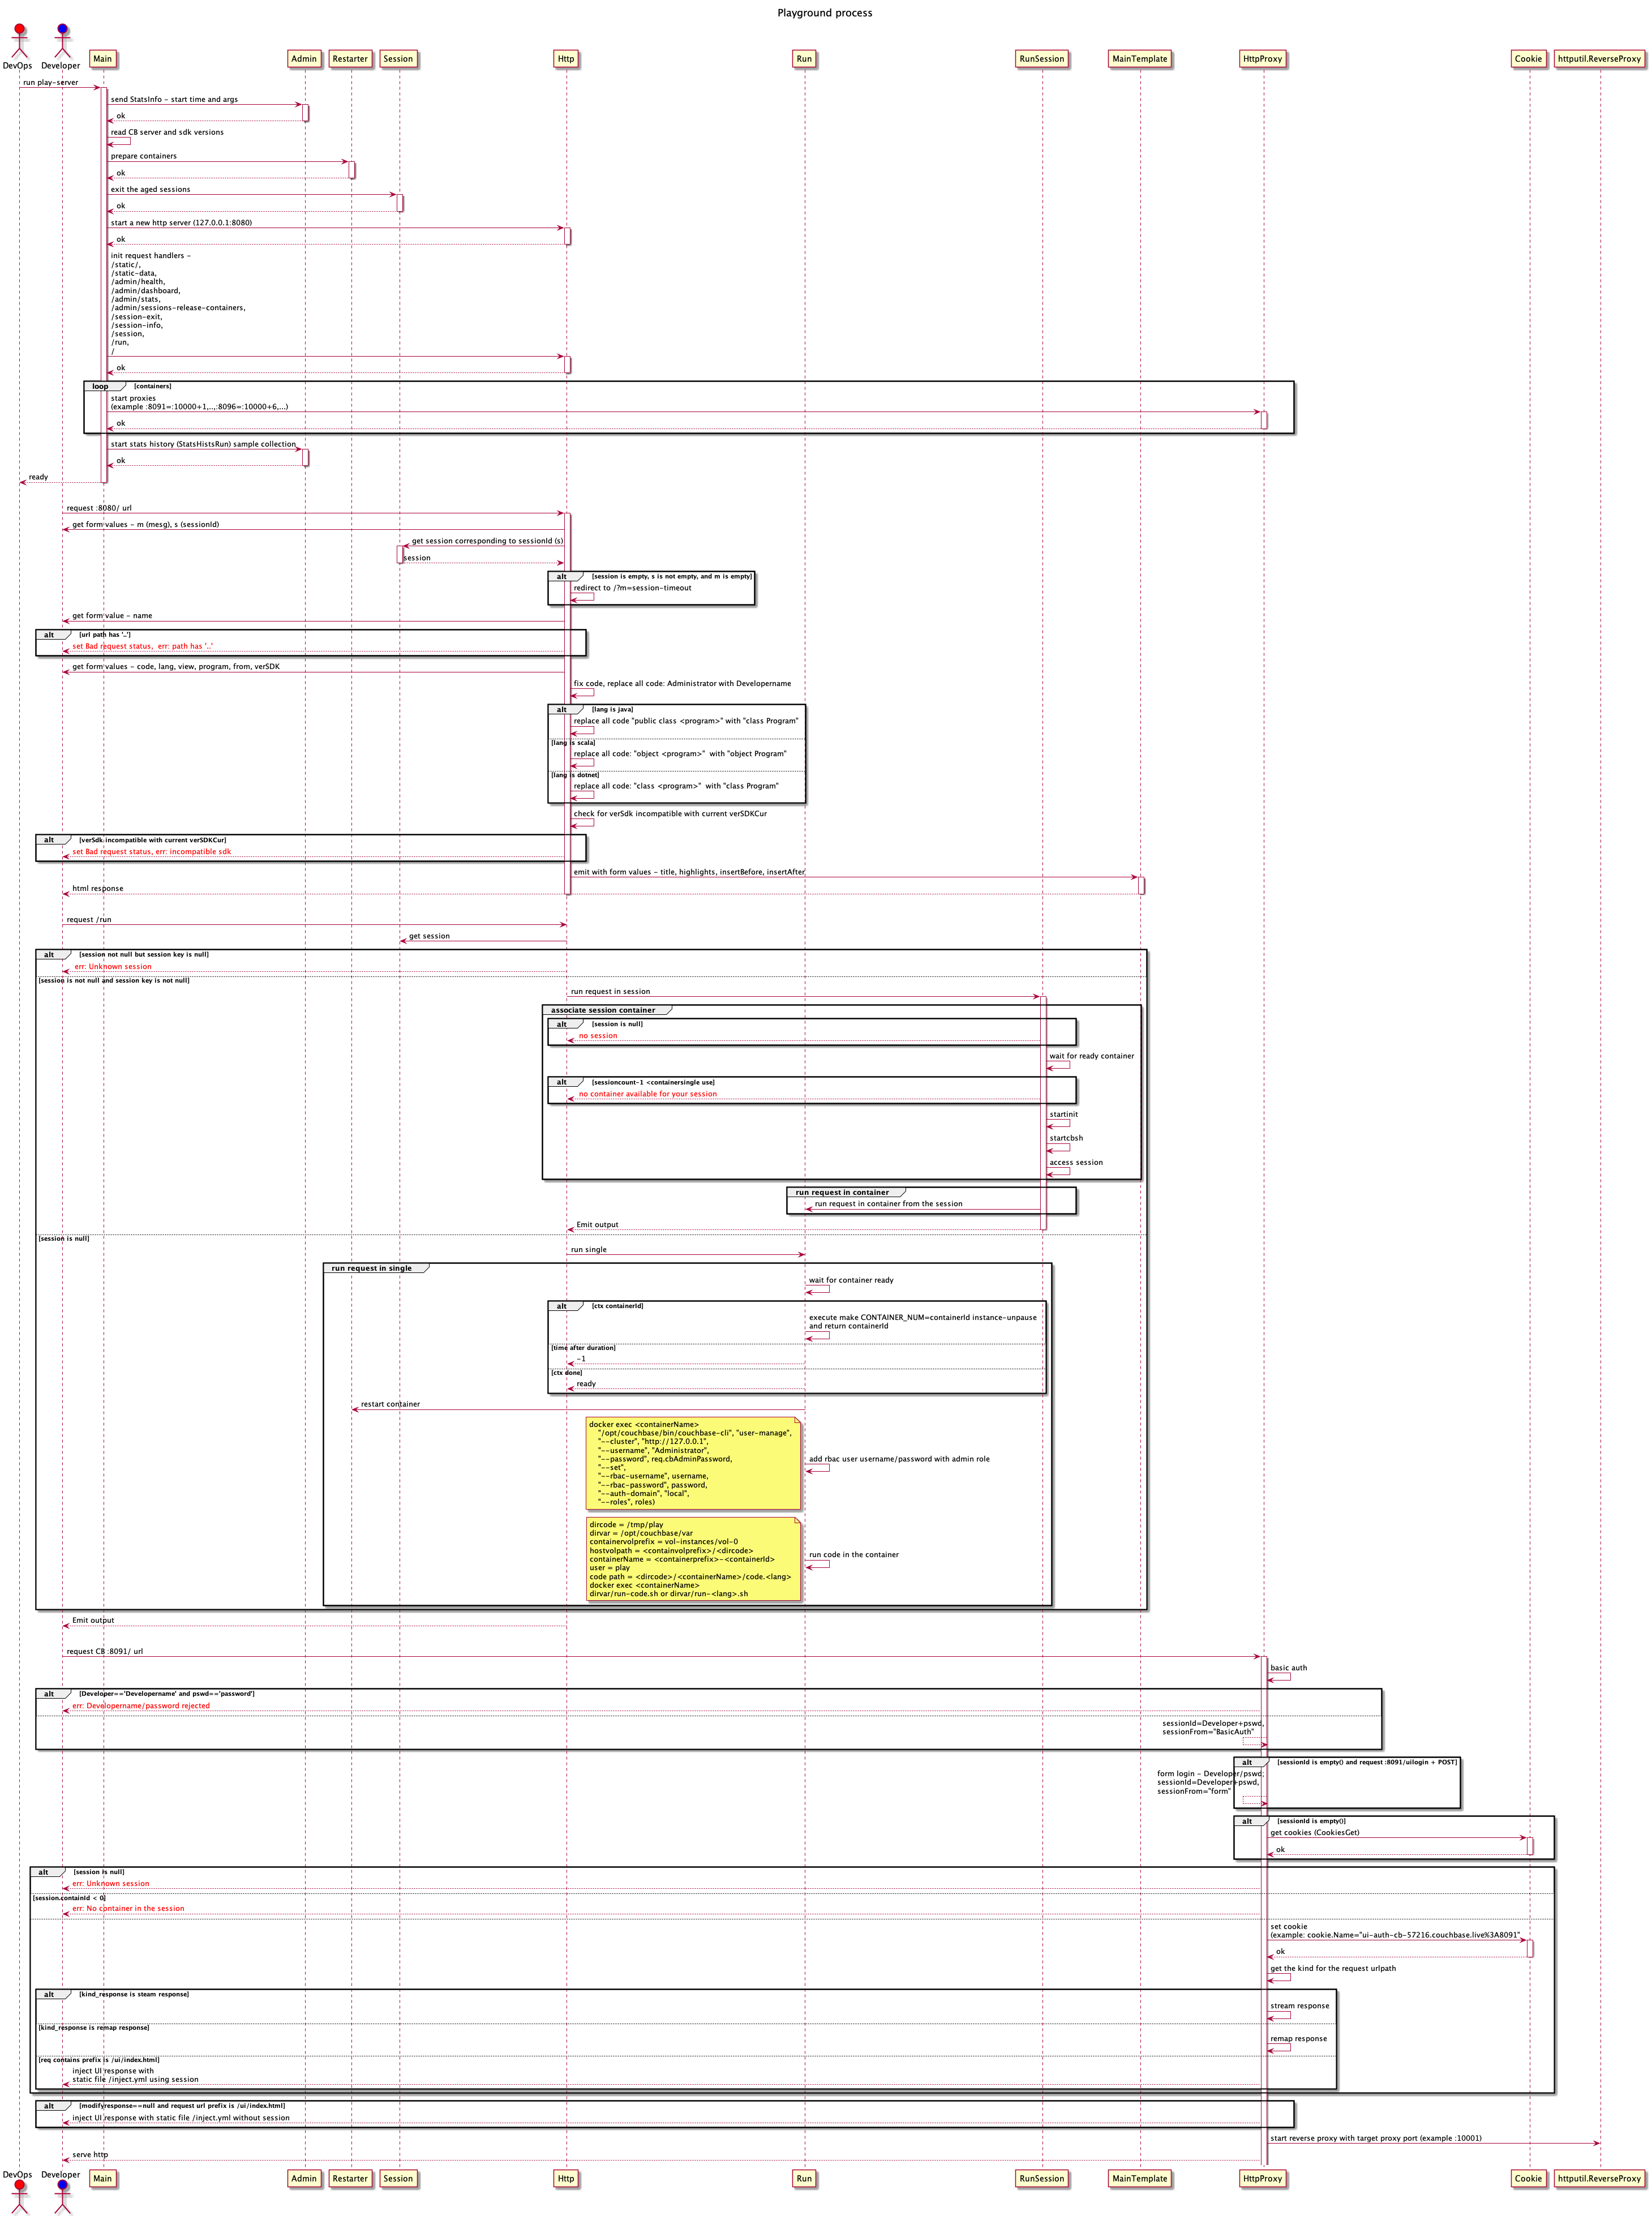 Playground process
DevOps
Developer
Main
Admin
Restarter
Session
Http
Run
RunSession
MainTemplate
HttpProxy
Cookie
httputil.ReverseProxy
run play-server
send StatsInfo - start time and args
ok
read CB server and sdk versions
prepare containers
ok
exit the aged sessions
ok
start a new http server (127.0.0.1:8080)
ok
init request handlers -
/static/,
/static-data,
/admin/health,
/admin/dashboard,
/admin/stats,
/admin/sessions-release-containers,
/session-exit,
/session-info,
/session,
/run,
/
ok
loop [containers]
start proxies
(example :8091=:10000+1,..,:8096=:10000+6,...)
ok
start stats history (StatsHistsRun) sample collection
ok
ready
request :8080/ url
get form values - m (mesg), s (sessionId)
get session corresponding to sessionId (s)
session
alt [session is empty, s is not empty, and m is empty]
redirect to /?m=session-timeout
get form value - name
alt [url path has '..']
set Bad request status,  err: path has '..'
get form values - code, lang, view, program, from, verSDK
fix code, replace all code: Administrator with Developername
alt [lang is java]
replace all code "public class <program>" with "class Program"
[lang is scala]
replace all code: "object <program>"  with "object Program"
[lang is dotnet]
replace all code: "class <program>"  with "class Program"
check for verSdk incompatible with current verSDKCur
alt [verSdk incompatible with current verSDKCur]
set Bad request status, err: incompatible sdk
emit with form values - title, highlights, insertBefore, insertAfter
html response
request /run
get session
alt [session not null but session key is null]
err: Unknown session
[session is not null and session key is not null]
run request in session
associate session container
alt [session is null]
no session
wait for ready container
alt [sessioncount-1 <containersingle use]
no container available for your session
startinit
startcbsh
access session
run request in container
run request in container from the session
Emit output
[session is null]
run single
run request in single
wait for container ready
alt [ctx containerId]
execute make CONTAINER_NUM=containerId instance-unpause
and return containerId
[time after duration]
-1
[ctx done]
ready
restart container
docker exec <containerName>
"/opt/couchbase/bin/couchbase-cli", "user-manage",
"--cluster", "http://127.0.0.1",
"--username", "Administrator",
"--password", req.cbAdminPassword,
"--set",
"--rbac-username", username,
"--rbac-password", password,
"--auth-domain", "local",
"--roles", roles)
add rbac user username/password with admin role
dircode = /tmp/play
dirvar = /opt/couchbase/var
containervolprefix = vol-instances/vol-0
hostvolpath = <containvolprefix>/<dircode>
containerName = <containerprefix>-<containerId>
user = play
code path = <dircode>/<containerName>/code.<lang>
docker exec <containerName>
dirvar/run-code.sh or dirvar/run-<lang>.sh
run code in the container
Emit output
request CB :8091/ url
basic auth
alt [Developer=='Developername' and pswd=='password']
err: Developername/password rejected
sessionId=Developer+pswd,
sessionFrom="BasicAuth"
alt [sessionId is empty() and request :8091/uilogin + POST]
form login - Developer/pswd;
sessionId=Developer+pswd,
sessionFrom="form"
alt [sessionId is empty()]
get cookies (CookiesGet)
ok
alt [session is null]
err: Unknown session
[session.containId < 0]
err: No container in the session
set cookie
(example: cookie.Name="ui-auth-cb-57216.couchbase.live%3A8091"
ok
get the kind for the request urlpath
alt [kind_response is steam response]
stream response
[kind_response is remap response]
remap response
[req contains prefix is /ui/index.html]
inject UI response with
static file /inject.yml using session
alt [modifyresponse==null and request url prefix is /ui/index.html]
inject UI response with static file /inject.yml without session
start reverse proxy with target proxy port (example :10001)
serve http
DevOps
Developer
Main
Admin
Restarter
Session
Http
Run
RunSession
MainTemplate
HttpProxy
Cookie
httputil.ReverseProxy